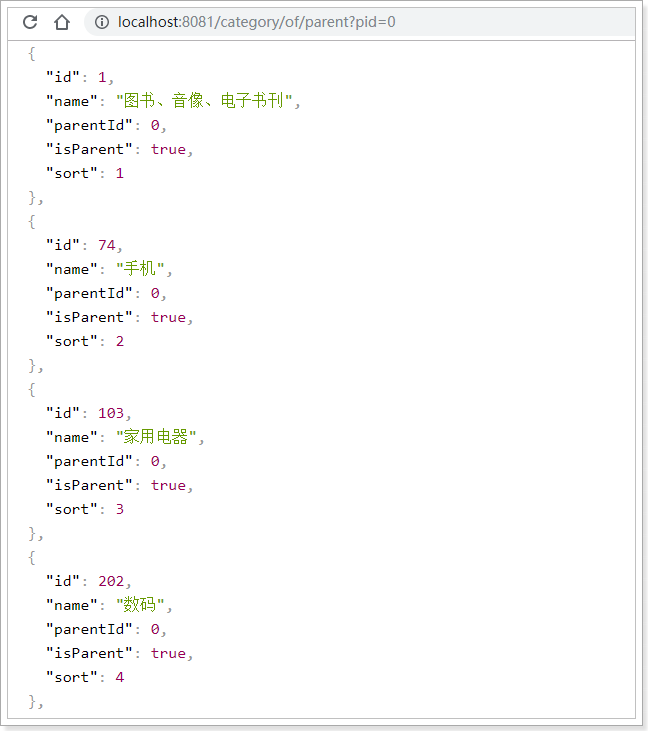 localhost:8081/category/of/parent?pid=0
{
"id": 1,
"name": "图书、音像、电子书刊",
"parentId": 0,
"isParent": true,
"sort": 1
},
{
"id": 74,
"name": "手机",
"parentId": 0,
"isParent": true,
"sort": 2
},
{
"id": 103,
"name": "家用电器",
"parentId": 0,
"isParent": true,
"sort": 3
},
{
"id": 202,
"name": "数码",
"parentId": 0,
"isParent": true,
"sort": 4
},